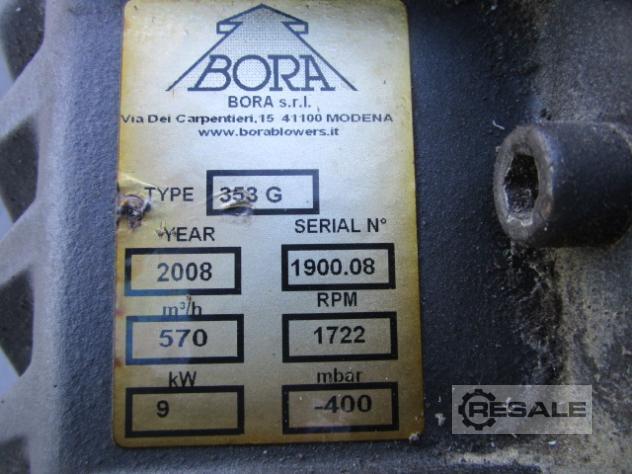 BORA
BORA s.r.l.
Via Dei Carpentieri,15 41100 MODENA
www.borablowers.it
TYPE 353 G
YEAR SERIAL N°
2008 1900.08
m³/h RPM
570 1722
kW mbar
9 -400
RESALE